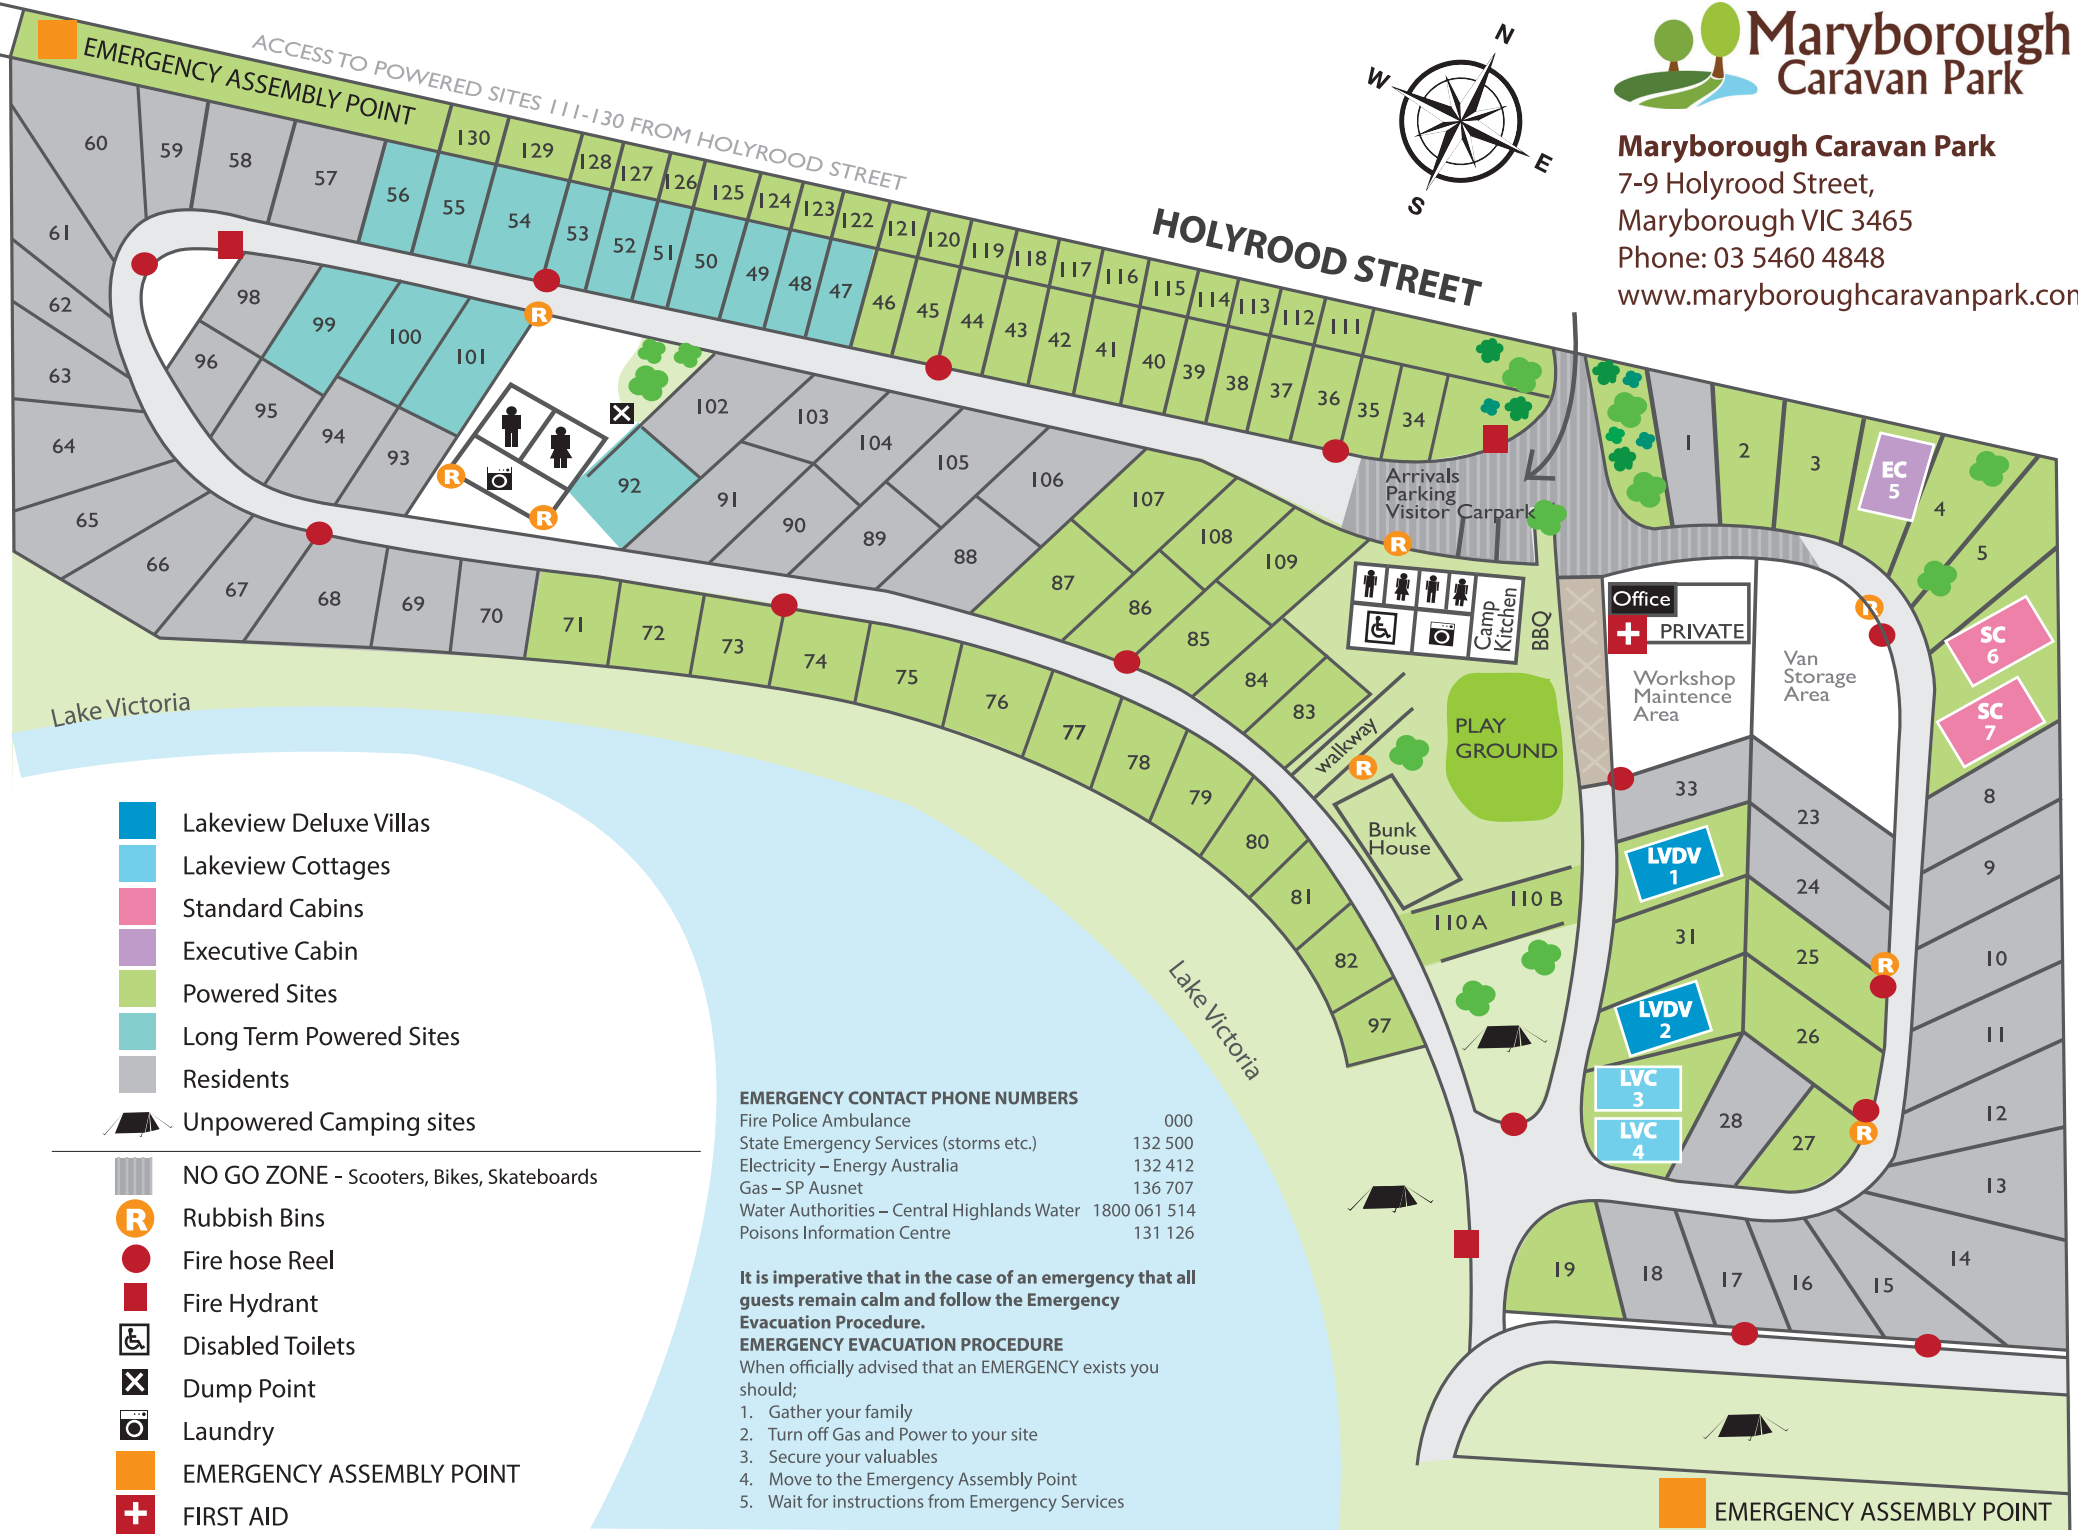 Maryborough
Caravan Park
Maryborough Caravan Park
7-9 Holyrood Street,
Maryborough VIC 3465
Phone: 03 5460 4848
www.maryboroughcaravanpark.com
N
W
E
S
EMERGENCY ASSEMBLY POINT
ACCESS TO POWERED SITES 111-130 FROM HOLYROOD STREET
HOLYROOD STREET
130
129
128
127
126
125
124
123
122
121
120
119
118
117
116
115
114
113
112
111
60
59
58
57
56
55
54
53
52
51
50
49
48
47
46
45
44
43
42
41
40
39
38
37
36
35
34
61
62
63
64
65
66
67
68
69
70
71
72
73
74
75
76
77
78
79
80
81
82
97
98
99
100
101
96
95
94
93
R
R
R
92
102
103
104
105
106
107
108
109
91
90
89
88
87
86
85
84
83
Arrivals
Parking
Visitor Carpark
R
Camp
Kitchen
BBQ
walkway
R
PLAY
GROUND
Bunk
House
110 A
110 B
Office
PRIVATE
Workshop
Maintence
Area
Van
Storage
Area
1
2
3
EC
5
4
5
R
SC
6
SC
7
8
9
10
11
12
13
14
15
16
17
18
19
33
23
LVDV
1
24
31
25
R
LVDV
2
26
LVC
3
LVC
4
28
27
R
Lake Victoria
Lake Victoria
Lakeview Deluxe Villas
Lakeview Cottages
Standard Cabins
Executive Cabin
Powered Sites
Long Term Powered Sites
Residents
Unpowered Camping sites
NO GO ZONE - Scooters, Bikes, Skateboards
R Rubbish Bins
Fire hose Reel
Fire Hydrant
Disabled Toilets
Dump Point
Laundry
EMERGENCY ASSEMBLY POINT
FIRST AID
EMERGENCY CONTACT PHONE NUMBERS
Fire Police Ambulance 000
State Emergency Services (storms etc.) 132 500
Electricity – Energy Australia 132 412
Gas – SP Ausnet 136 707
Water Authorities – Central Highlands Water 1800 061 514
Poisons Information Centre 131 126
It is imperative that in the case of an emergency that all
guests remain calm and follow the Emergency
Evacuation Procedure.
EMERGENCY EVACUATION PROCEDURE
When officially advised that an EMERGENCY exists you
should;
1. Gather your family
2. Turn off Gas and Power to your site
3. Secure your valuables
4. Move to the Emergency Assembly Point
5. Wait for instructions from Emergency Services
EMERGENCY ASSEMBLY POINT